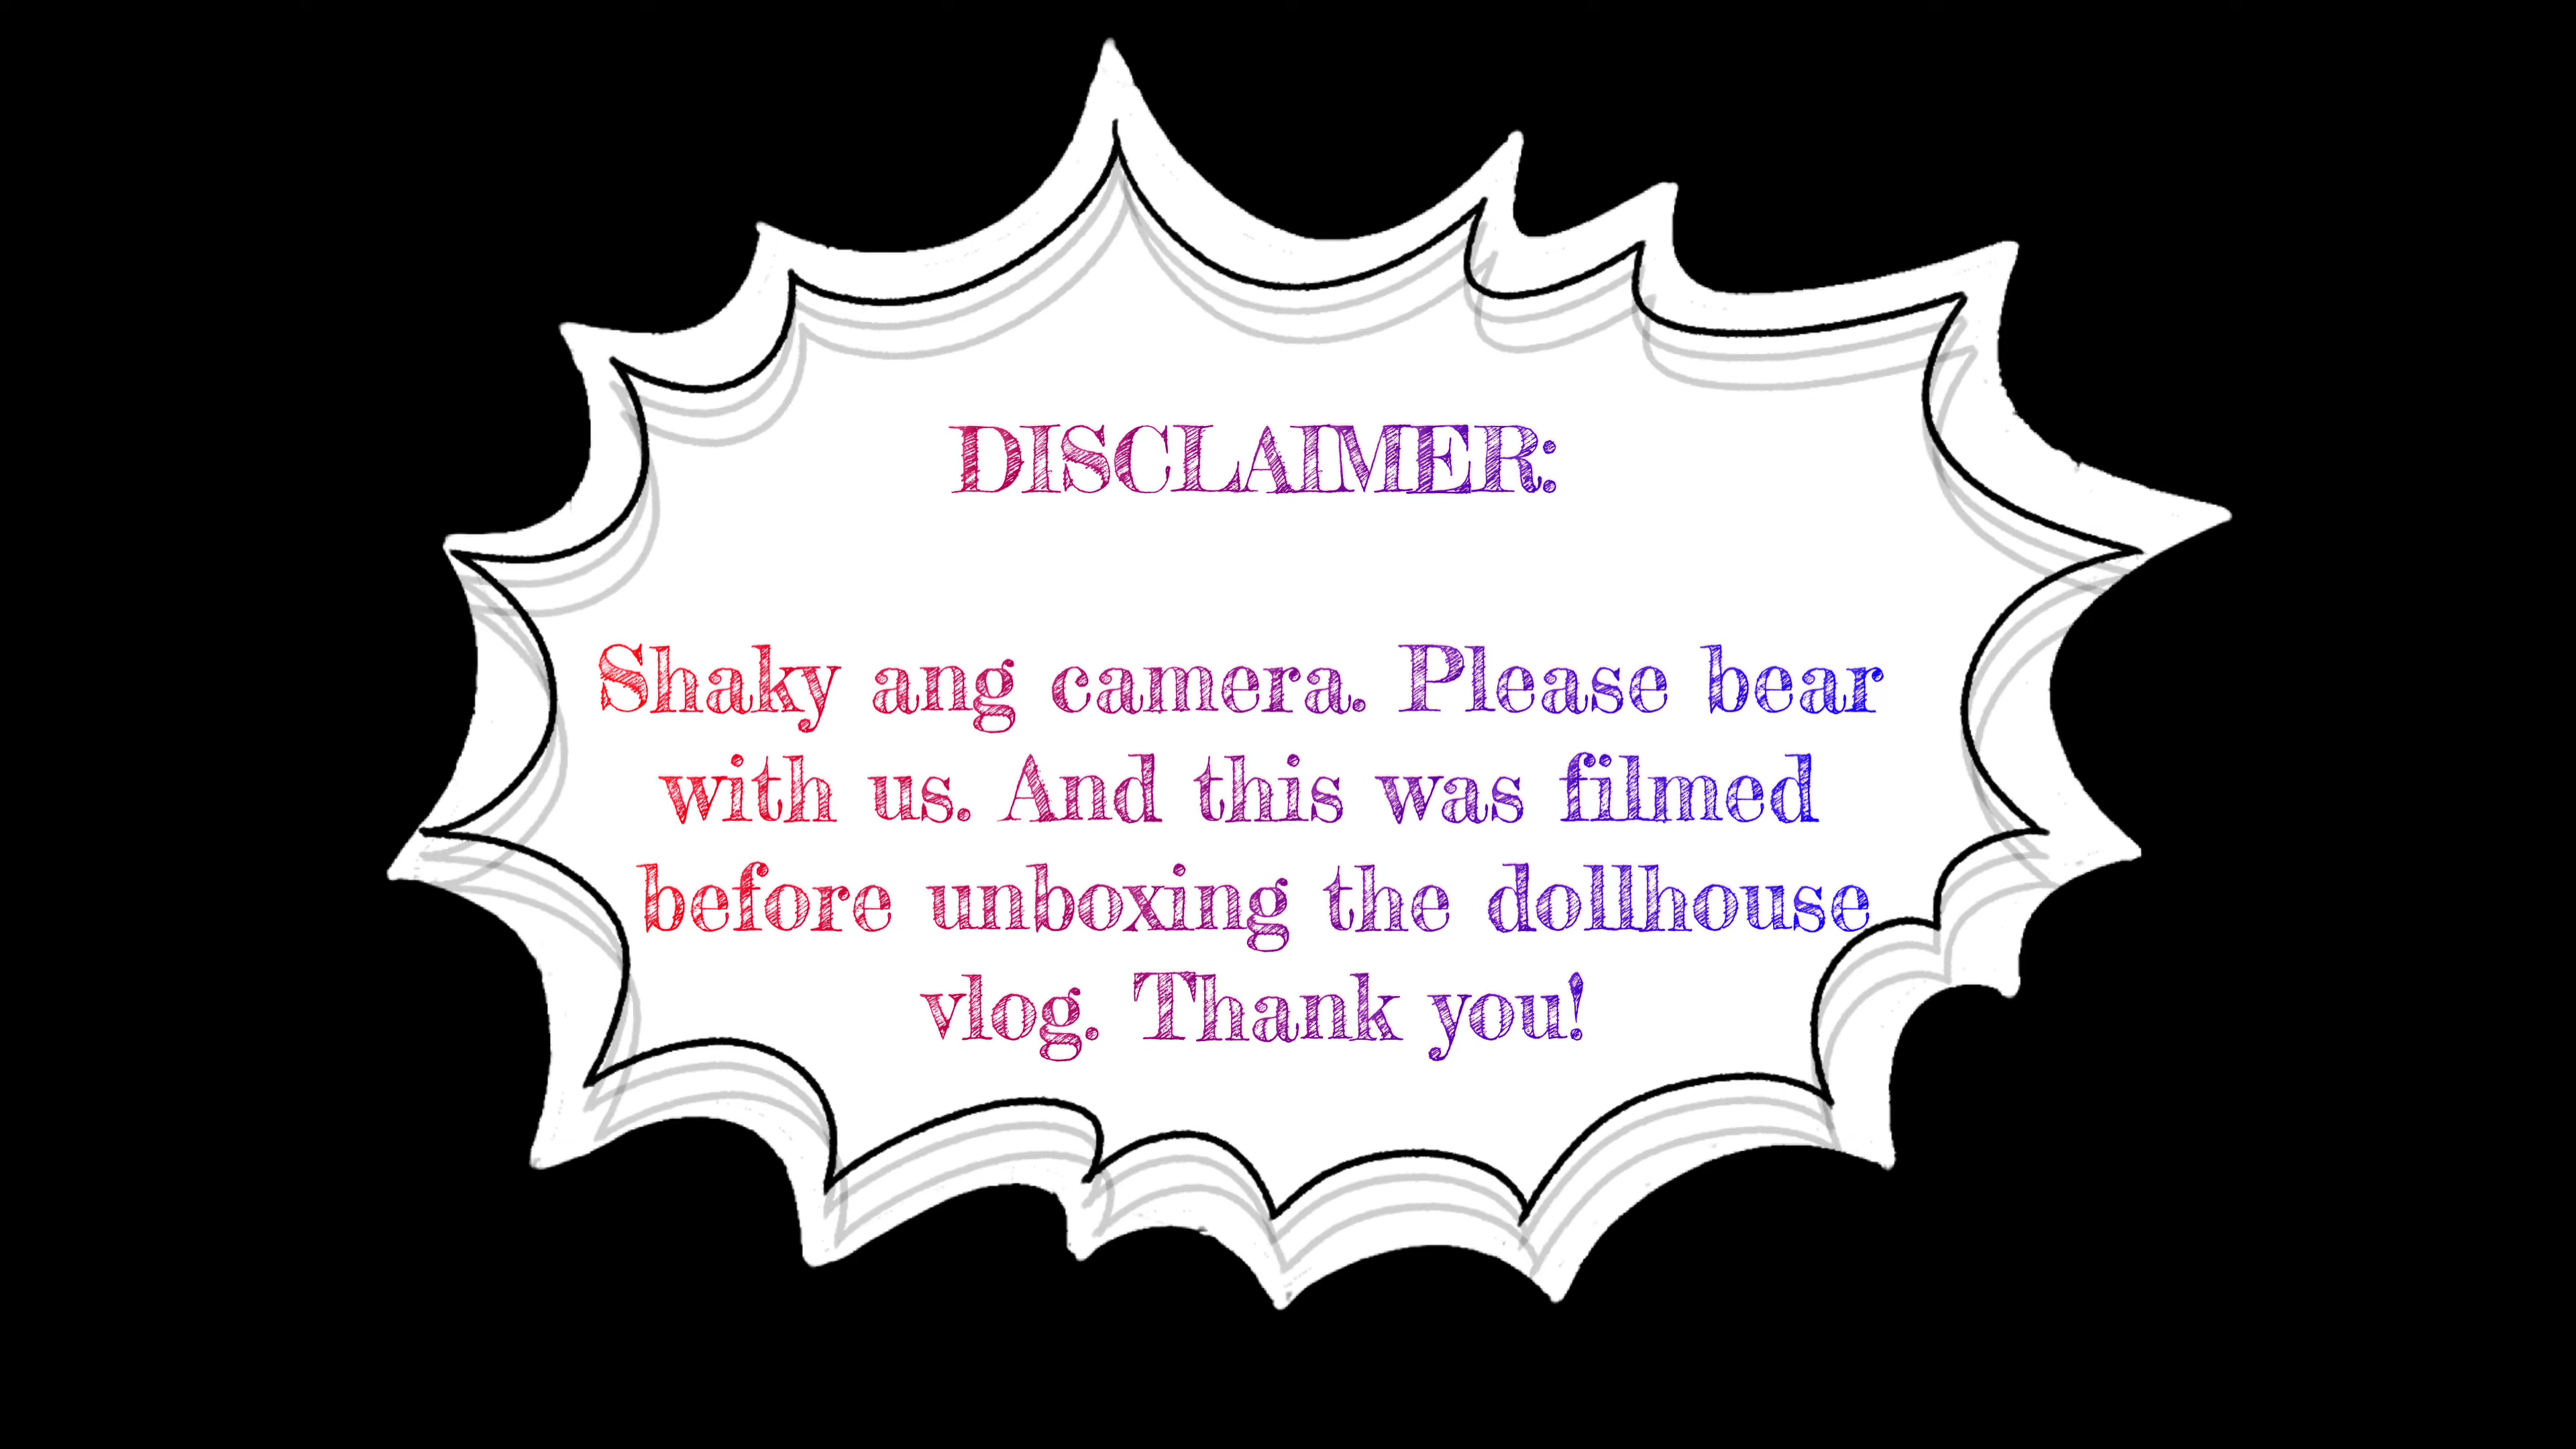 DISCLAIMER:
Shaky ang camera. Please bear
with us. And this was filmed
before unboxing the dollhouse
vlog. Thank you!